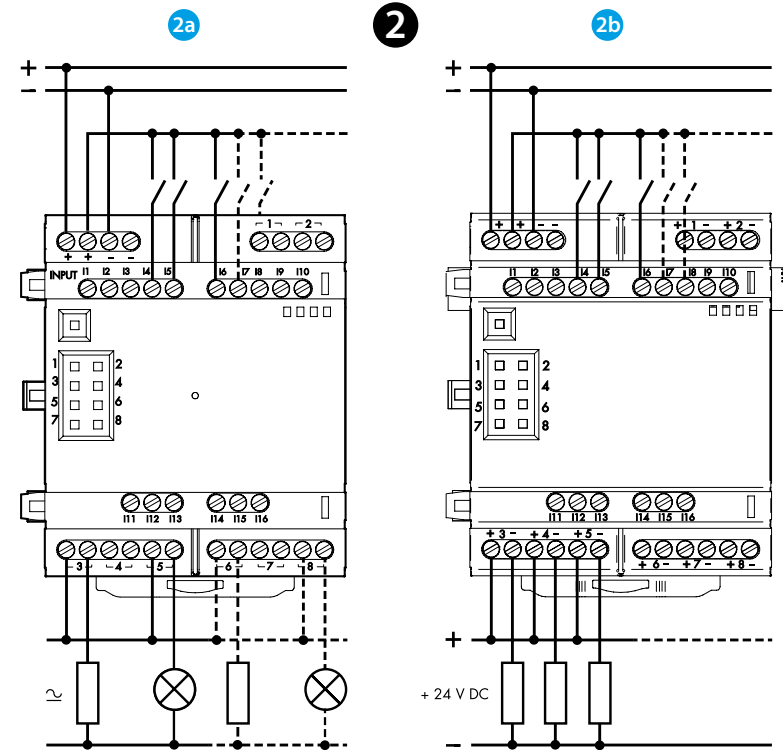 2a 2 2b
+ +
– –
1 2 + + – – + 1 – + 2 –
+ + – –
INPUT I1 I2 I3 I4 I5 I6 I7 I8 I9 I10
I1 I2 I3 I4 I5 I6 I7 I8 I9 I10
1 2 1 2
3 4 3 4
5 6 5 6
7 8 7 8
I11 I12 I13 I14 I15 I16
I11 I12 I13 I14 I15 I16
+ 3 – + 4 – + 5 –
3 4 5 6 7 8
+ 6 – + 7 – + 8 –
+
≃
+ 24 V DC
–